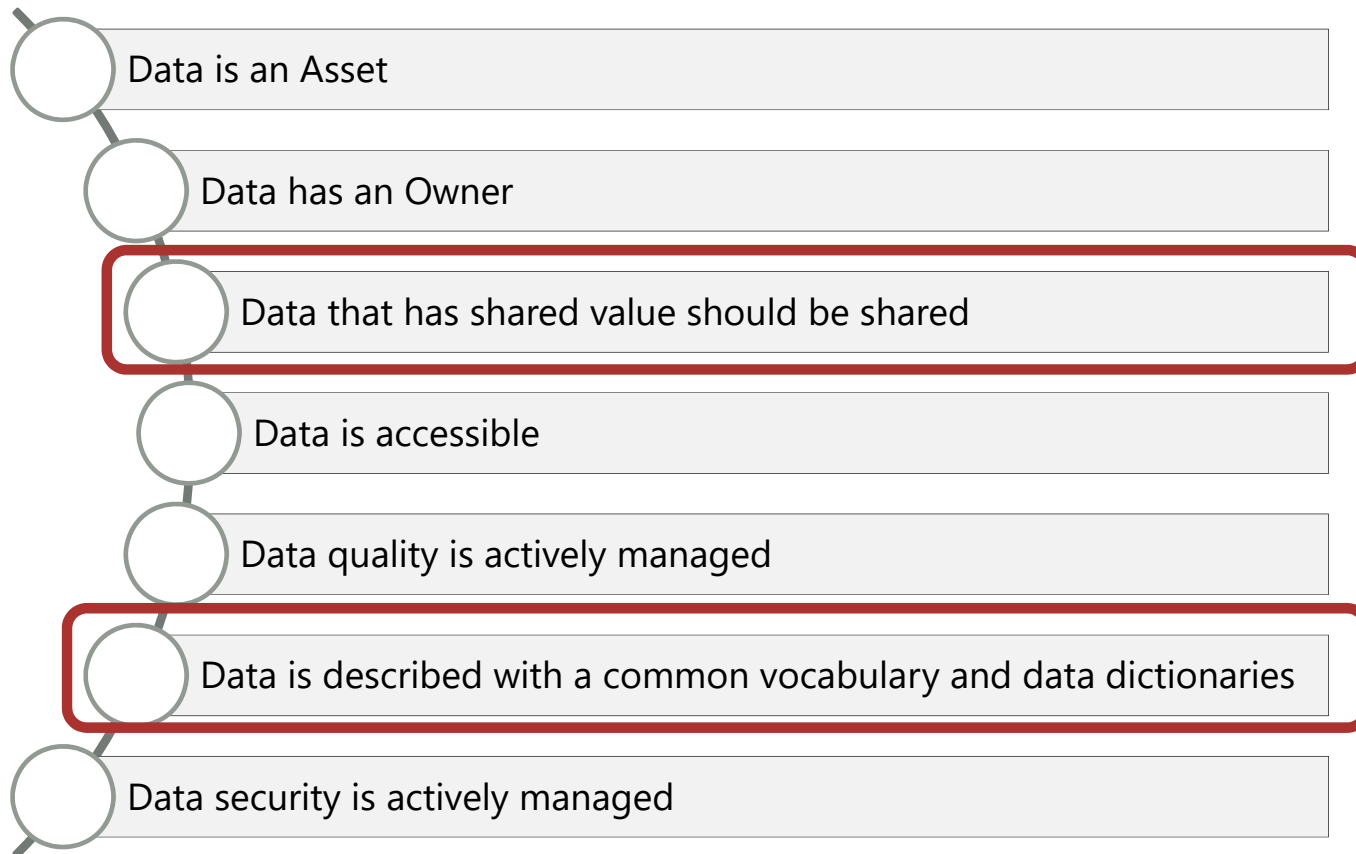 Data is an Asset
Data has an Owner
Data that has shared value should be shared
Data is accessible
Data quality is actively managed
Data is described with a common vocabulary and data dictionaries
Data security is actively managed